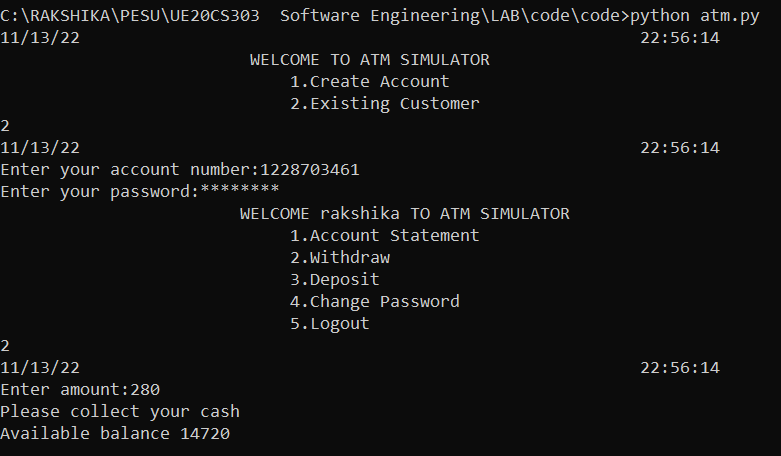 C:\RAKSHIKA\PESU\UE20CS303  Software Engineering\LAB\code\code>python atm.py
11/13/22                                                        22:56:14
                         WELCOME TO ATM SIMULATOR
                             1.Create Account
                             2.Existing Customer
2
11/13/22                                                        22:56:14
Enter your account number:1228703461
Enter your password:********
                        WELCOME rakshika TO ATM SIMULATOR
                             1.Account Statement
                             2.Withdraw
                             3.Deposit
                             4.Change Password
                             5.Logout
2
11/13/22                                                        22:56:14
Enter amount:280
Please collect your cash
Available balance 14720